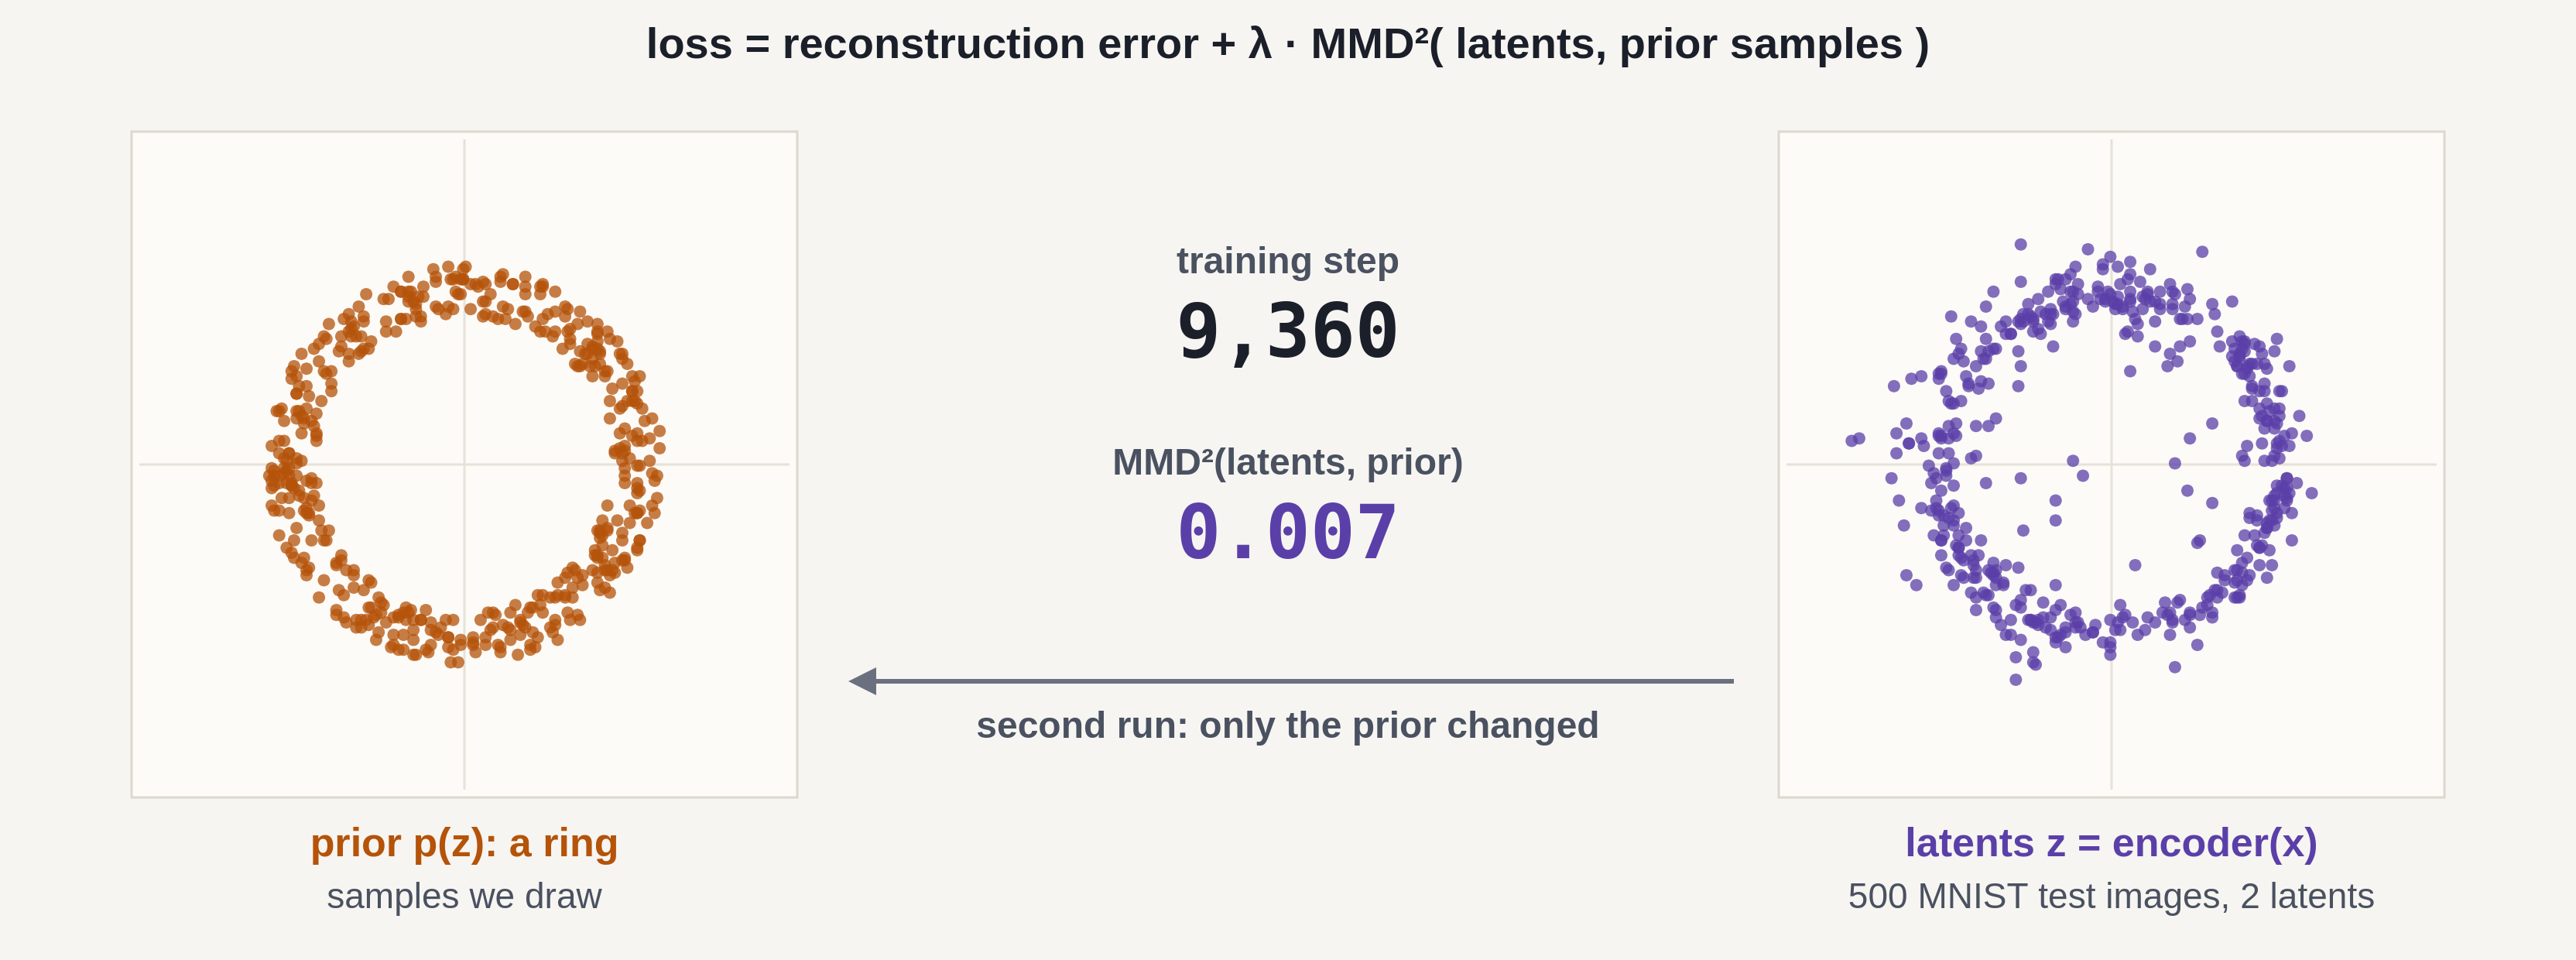 loss = reconstruction error + λ · MMD²( latents, prior samples )
training step
9,360
MMD²(latents, prior)
0.007
second run: only the prior changed
prior p(z): a ring
samples we draw
latents z = encoder(x)
500 MNIST test images, 2 latents